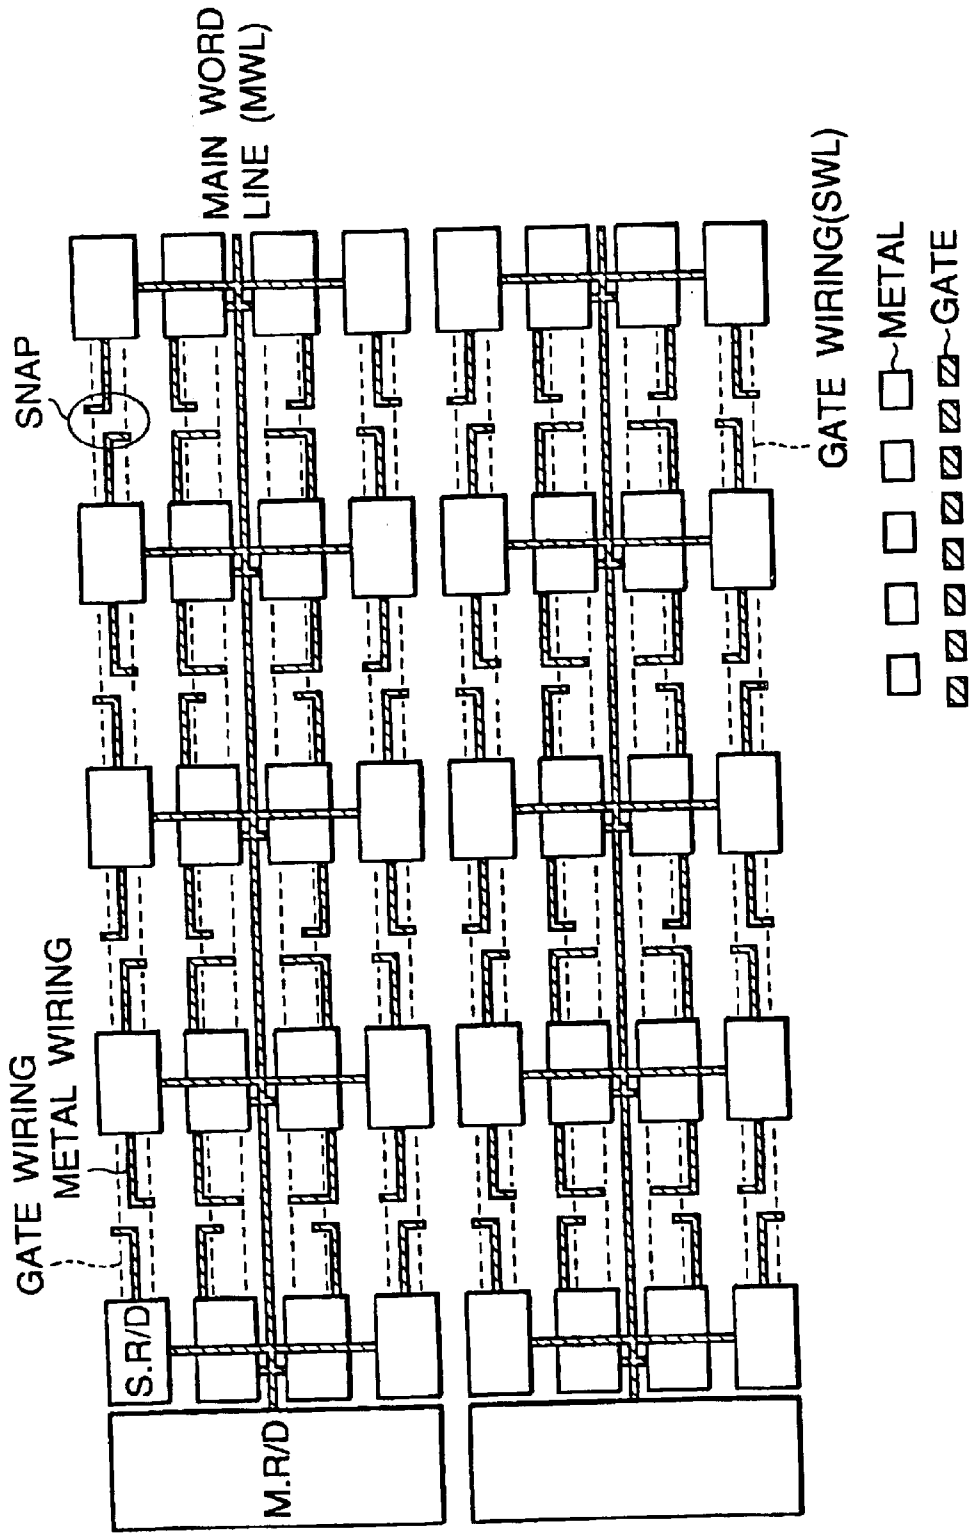 GATE WIRING
METAL WIRING
SNAP
MAIN WORD
LINE (MWL)
S.R/D
M.R/D
GATE WIRING(SWL)
METAL
GATE